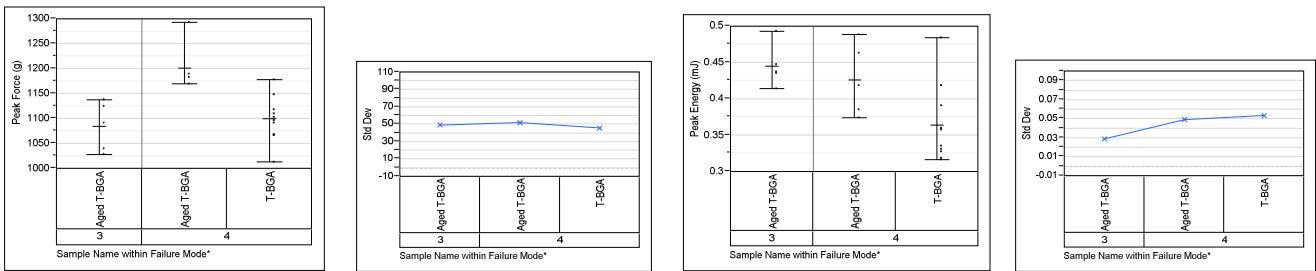 1300
1250
1200
1150
1100
1050
1000
Peak Force (g)
Aged T-BGA
Aged T-BGA
T-BGA
3
4
Sample Name within Failure Mode*
110
90
70
50
30
10
-10
Std Dev
Aged T-BGA
Aged T-BGA
T-BGA
3
4
Sample Name within Failure Mode*
0.5
0.45
0.4
0.35
0.3
Peak Energy (mJ)
Aged T-BGA
Aged T-BGA
T-BGA
3
4
Sample Name within Failure Mode*
0.09
0.07
0.05
0.03
0.01
-0.01
Std Dev
Aged T-BGA
Aged T-BGA
T-BGA
3
4
Sample Name within Failure Mode*